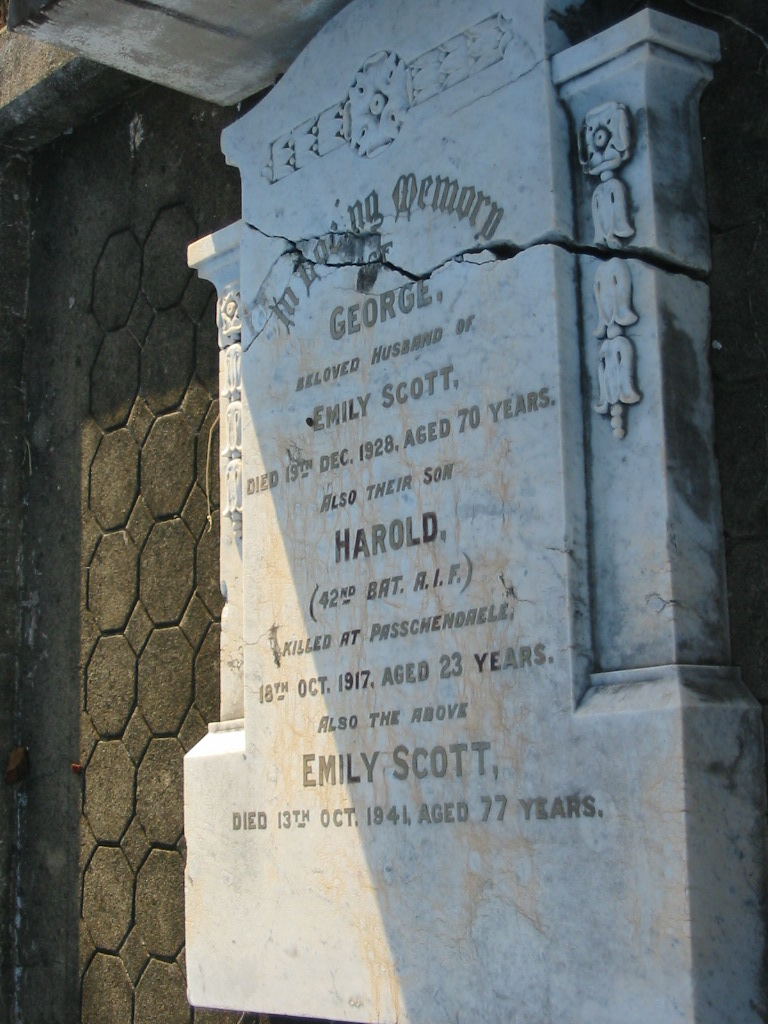 In Loving Memory
OF
GEORGE,
BELOVED HUSBAND OF
EMILY SCOTT,
DIED 19TH DEC. 1928, AGED 70 YEARS.
ALSO THEIR SON
HAROLD,
(42ND BAT. A.I.F.)
KILLED AT PASSCHENDAELE,
18TH OCT. 1917, AGED 23 YEARS.
ALSO THE ABOVE
EMILY SCOTT,
DIED 13TH OCT. 1941, AGED 77 YEARS.